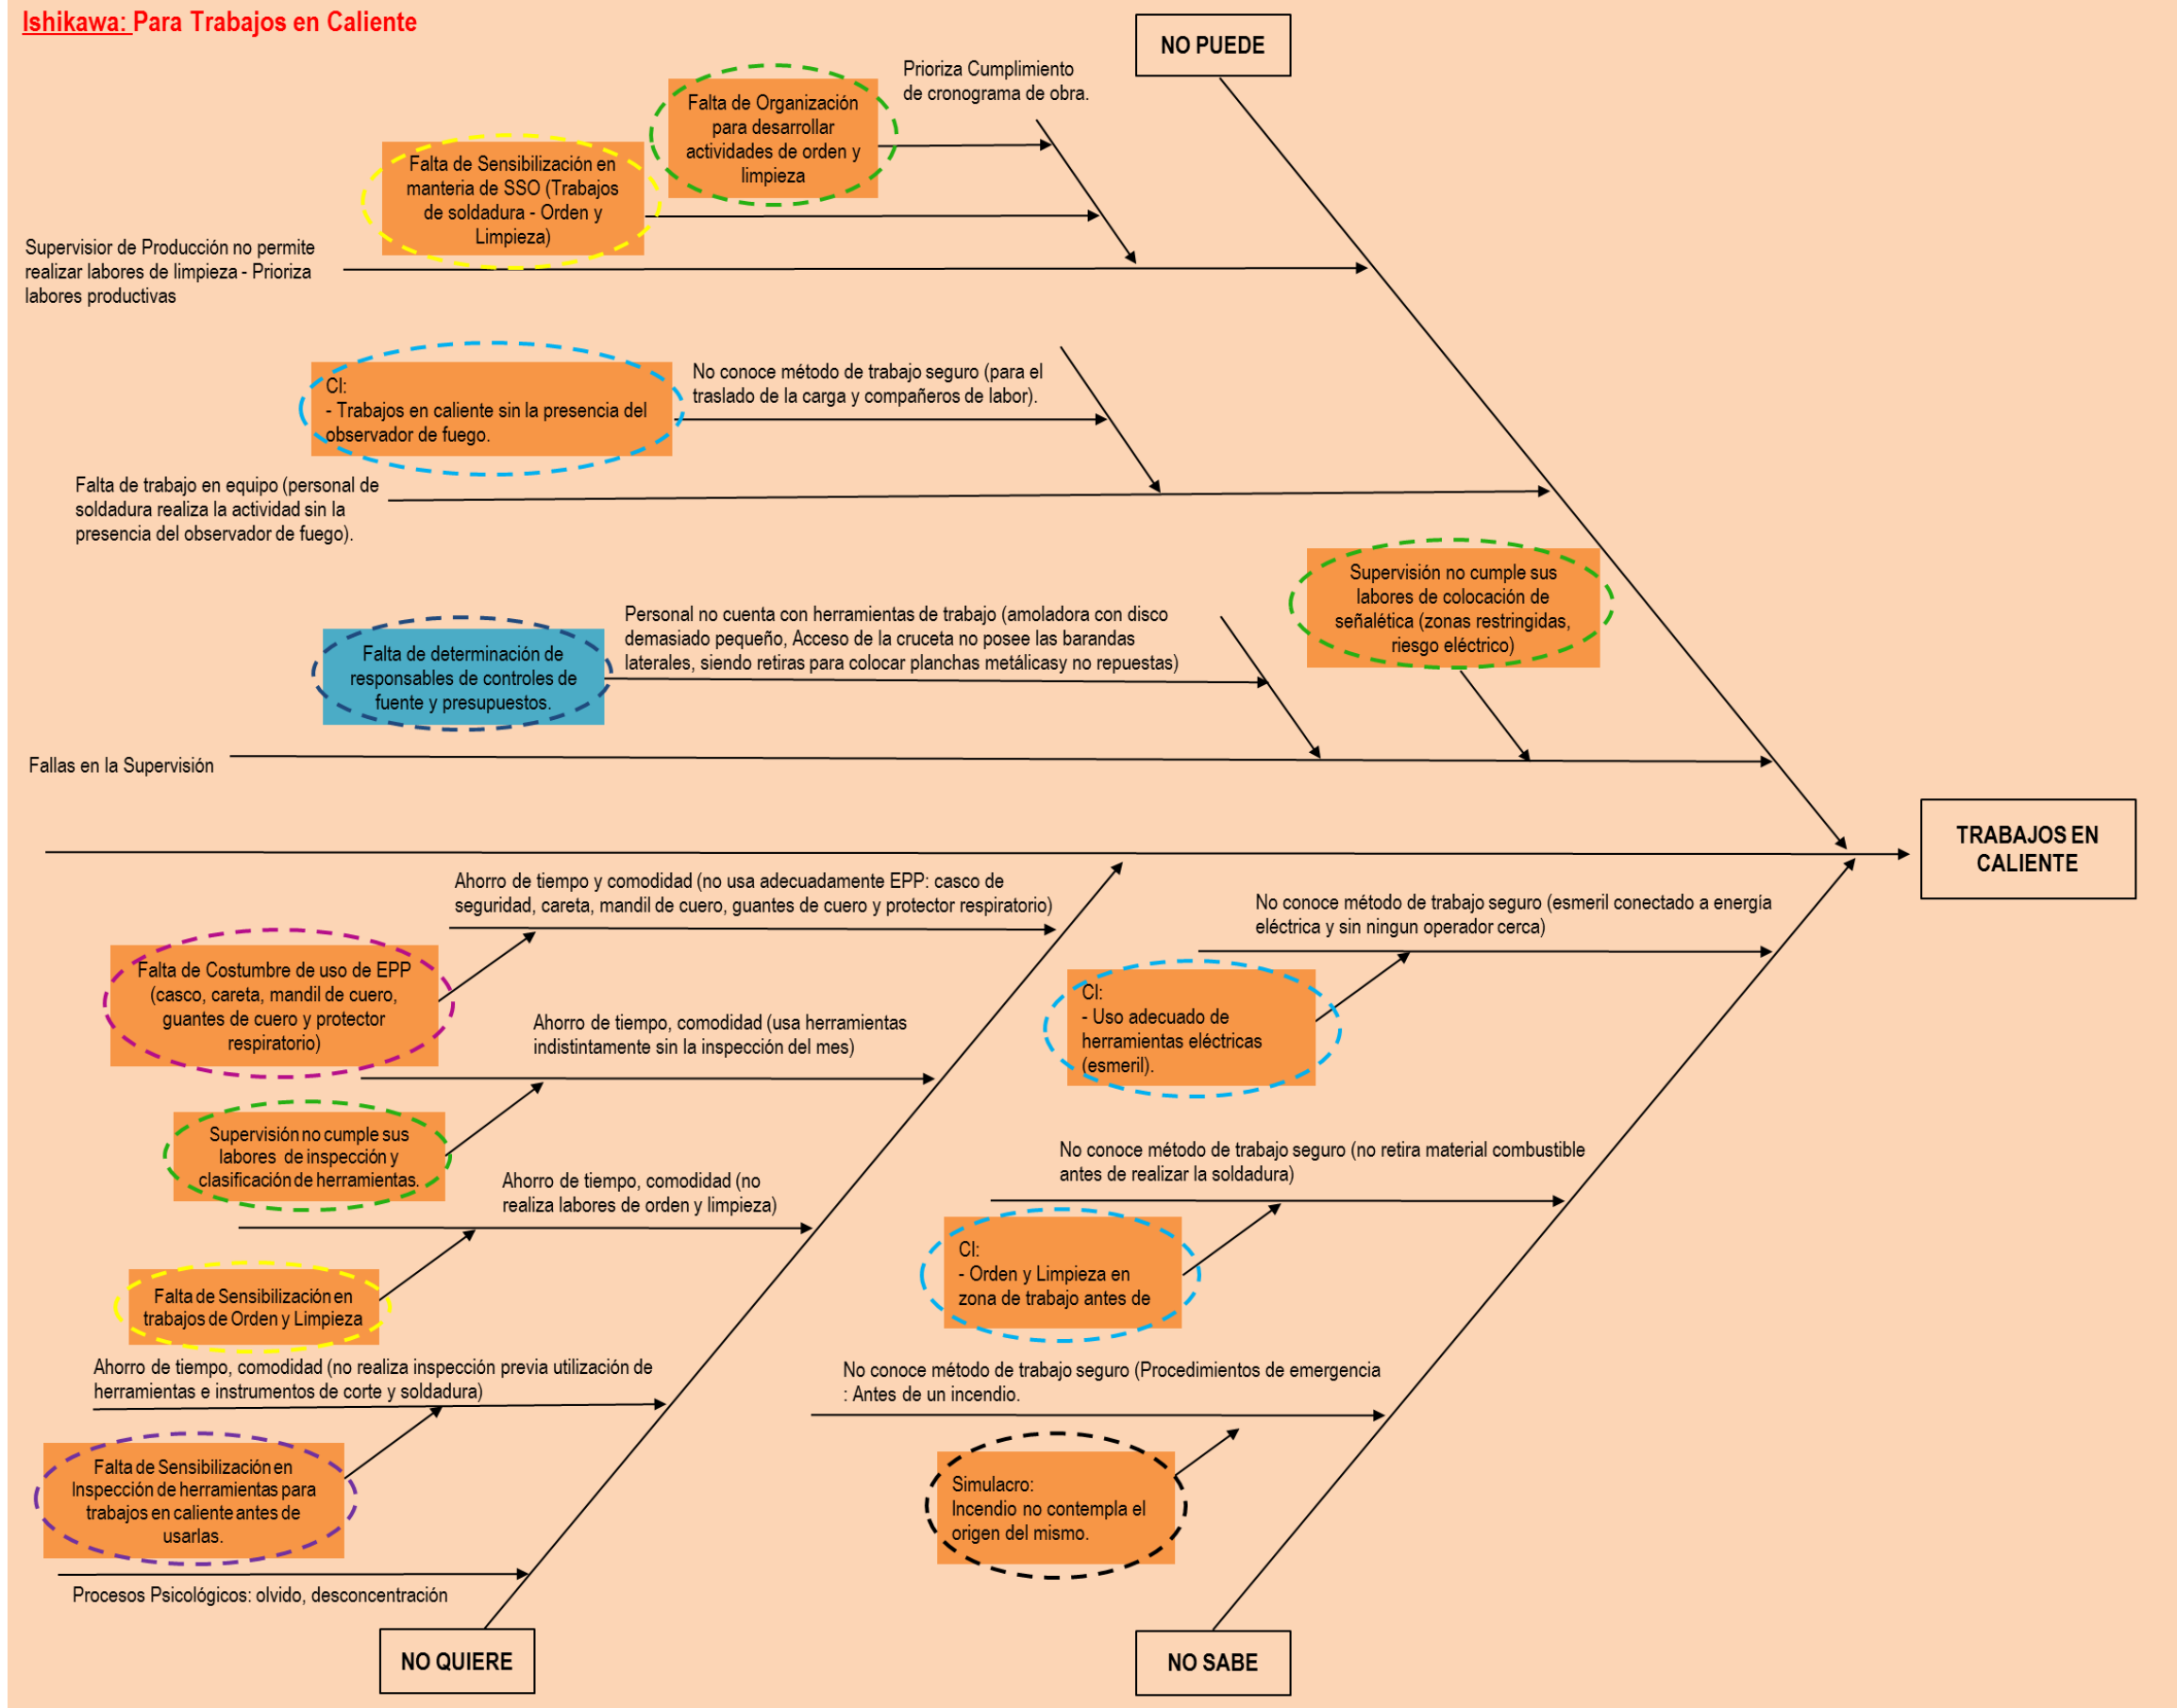 Ishikawa: Para Trabajos en Caliente
NO PUEDE
Prioriza Cumplimiento
de cronograma de obra.
Falta de Organización
para desarrollar
actividades de orden y
limpieza
Falta de Sensibilización en
manteria de SSO (Trabajos
de soldadura - Orden y
Limpieza)
Supervisior de Producción no permite
realizar labores de limpieza - Prioriza
labores productivas
CI:
- Trabajos en caliente sin la presencia del
observador de fuego.
No conoce método de trabajo seguro (para el
traslado de la carga y compañeros de labor).
Falta de trabajo en equipo (personal de
soldadura realiza la actividad sin la
presencia del observador de fuego).
Supervisión no cumple sus
labores de colocación de
señalética (zonas restringidas,
riesgo eléctrico)
Personal no cuenta con herramientas de trabajo (amoladora con disco
demasiado pequeño, Acceso de la cruceta no posee las barandas
laterales, siendo retiras para colocar planchas metálicasy no repuestas)
Falta de determinación de
responsables de controles de
fuente y presupuestos.
Fallas en la Supervisión
TRABAJOS EN
CALIENTE
Ahorro de tiempo y comodidad (no usa adecuadamente EPP: casco de
seguridad, careta, mandil de cuero, guantes de cuero y protector respiratorio)
No conoce método de trabajo seguro (esmeril conectado a energía
eléctrica y sin ningun operador cerca)
Falta de Costumbre de uso de EPP
(casco, careta, mandil de cuero,
guantes de cuero y protector
respiratorio)
CI:
- Uso adecuado de
herramientas eléctricas
(esmeril).
Ahorro de tiempo, comodidad (usa herramientas
indistintamente sin la inspección del mes)
Supervisión no cumple sus
labores de inspección y
clasificación de herramientas.
No conoce método de trabajo seguro (no retira material combustible
antes de realizar la soldadura)
Ahorro de tiempo, comodidad (no
realiza labores de orden y limpieza)
CI:
- Orden y Limpieza en
zona de trabajo antes de
Falta de Sensibilización en
trabajos de Orden y Limpieza
Ahorro de tiempo, comodidad (no realiza inspección previa utilización de
herramientas e instrumentos de corte y soldadura)
No conoce método de trabajo seguro (Procedimientos de emergencia
: Antes de un incendio.
Falta de Sensibilización en
Inspección de herramientas para
trabajos en caliente antes de
usarlas.
Simulacro:
Incendio no contempla el
origen del mismo.
Procesos Psicológicos: olvido, desconcentración
NO QUIERE
NO SABE